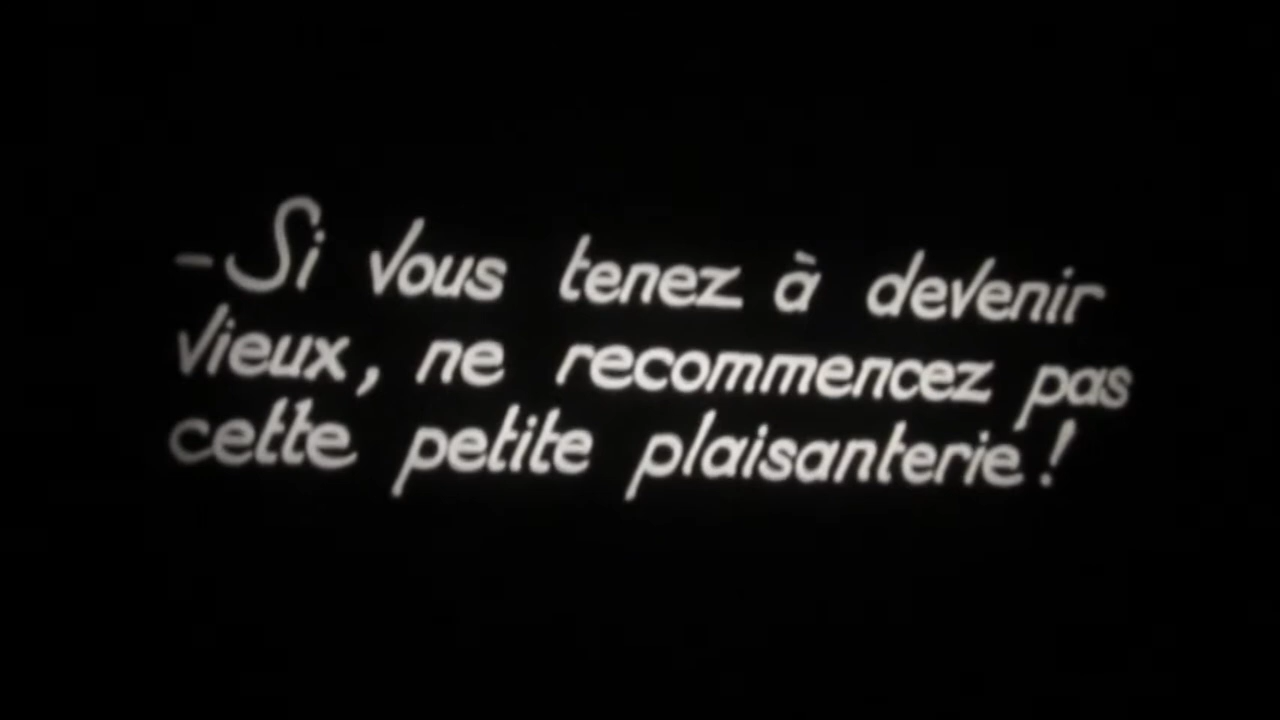 - Si vous tenez à devenir
vieux, ne recommencez pas
cette petite plaisanterie !